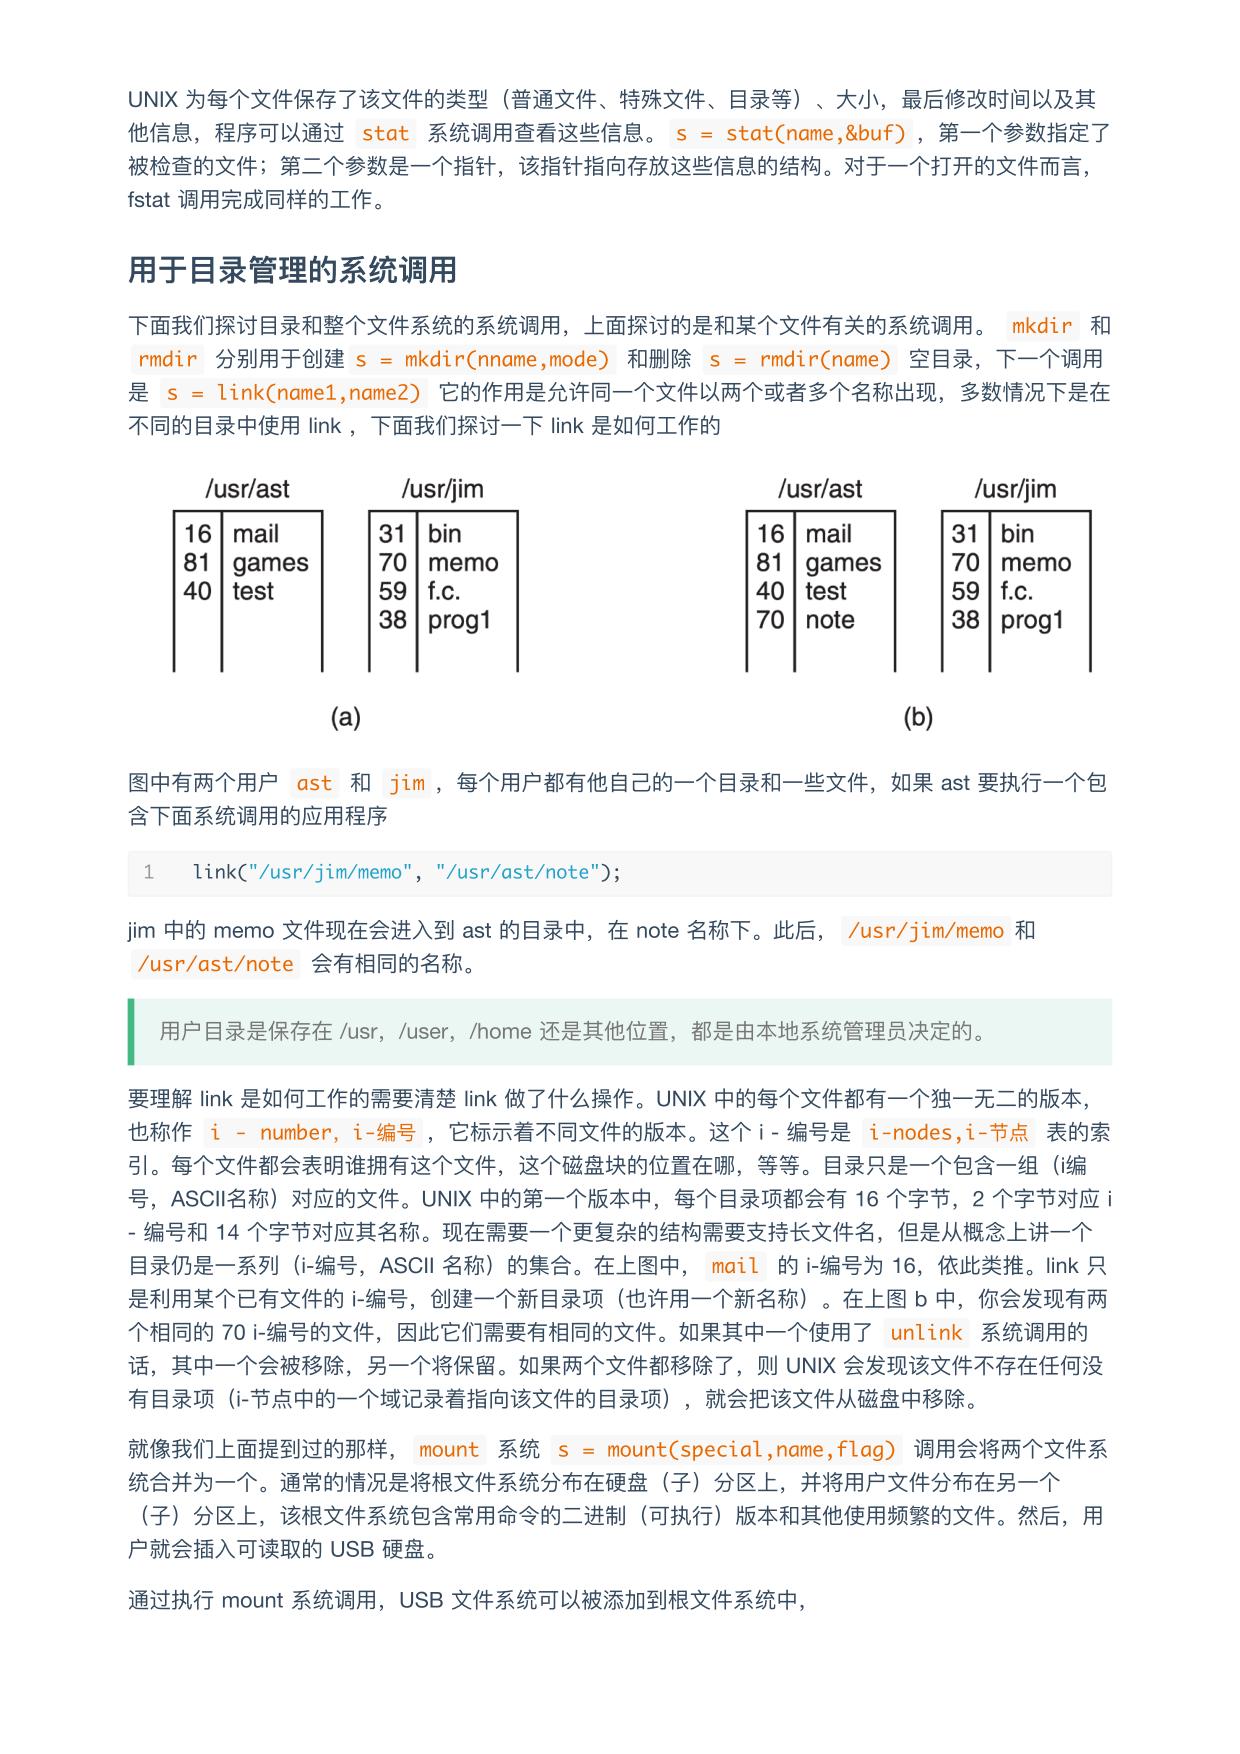 UNIX 为每个文件保存了该文件的类型（普通文件、特殊文件、目录等）、大小，最后修改时间以及其
他信息，程序可以通过 stat 系统调用查看这些信息。 s = stat(name,&buf) ，第一个参数指定了
被检查的文件；第二个参数是一个指针，该指针指向存放这些信息的结构。对于一个打开的文件而言，
fstat 调用完成同样的工作。
用于目录管理的系统调用
下面我们探讨目录和整个文件系统的系统调用，上面探讨的是和某个文件有关的系统调用。 mkdir 和
rmdir 分别用于创建 s = mkdir(nname,mode) 和删除 s = rmdir(name) 空目录，下一个调用
是 s = link(name1,name2) 它的作用是允许同一个文件以两个或者多个名称出现，多数情况下是在
不同的目录中使用 link ，下面我们探讨一下 link 是如何工作的
/usr/ast /usr/jim /usr/ast /usr/jim
16 mail 31 bin 16 mail 31 bin
81 games 70 memo 81 games 70 memo
40 test 59 f.c. 40 test 59 f.c.
38 prog1 70 note 38 prog1
(a) (b)
图中有两个用户 ast 和 jim ，每个用户都有他自己的一个目录和一些文件，如果 ast 要执行一个包
含下面系统调用的应用程序
1 link("/usr/jim/memo", "/usr/ast/note");
jim 中的 memo 文件现在会进入到 ast 的目录中，在 note 名称下。此后， /usr/jim/memo 和
/usr/ast/note 会有相同的名称。
用户目录是保存在 /usr，/user，/home 还是其他位置，都是由本地系统管理员决定的。
要理解 link 是如何工作的需要清楚 link 做了什么操作。UNIX 中的每个文件都有一个独一无二的版本，
也称作 i - number，i-编号 ，它标示着不同文件的版本。这个 i - 编号是 i-nodes,i-节点 表的索
引。每个文件都会表明谁拥有这个文件，这个磁盘块的位置在哪，等等。目录只是一个包含一组（i编
号，ASCII名称）对应的文件。UNIX 中的第一个版本中，每个目录项都会有 16 个字节，2 个字节对应 i
- 编号和 14 个字节对应其名称。现在需要一个更复杂的结构需要支持长文件名，但是从概念上讲一个
目录仍是一系列（i-编号，ASCII 名称）的集合。在上图中， mail 的 i-编号为 16，依此类推。link 只
是利用某个已有文件的 i-编号，创建一个新目录项（也许用一个新名称）。在上图 b 中，你会发现有两
个相同的 70 i-编号的文件，因此它们需要有相同的文件。如果其中一个使用了 unlink 系统调用的
话，其中一个会被移除，另一个将保留。如果两个文件都移除了，则 UNIX 会发现该文件不存在任何没
有目录项（i-节点中的一个域记录着指向该文件的目录项），就会把该文件从磁盘中移除。
就像我们上面提到过的那样， mount 系统 s = mount(special,name,flag) 调用会将两个文件系
统合并为一个。通常的情况是将根文件系统分布在硬盘（子）分区上，并将用户文件分布在另一个
（子）分区上，该根文件系统包含常用命令的二进制（可执行）版本和其他使用频繁的文件。然后，用
户就会插入可读取的 USB 硬盘。
通过执行 mount 系统调用，USB 文件系统可以被添加到根文件系统中，